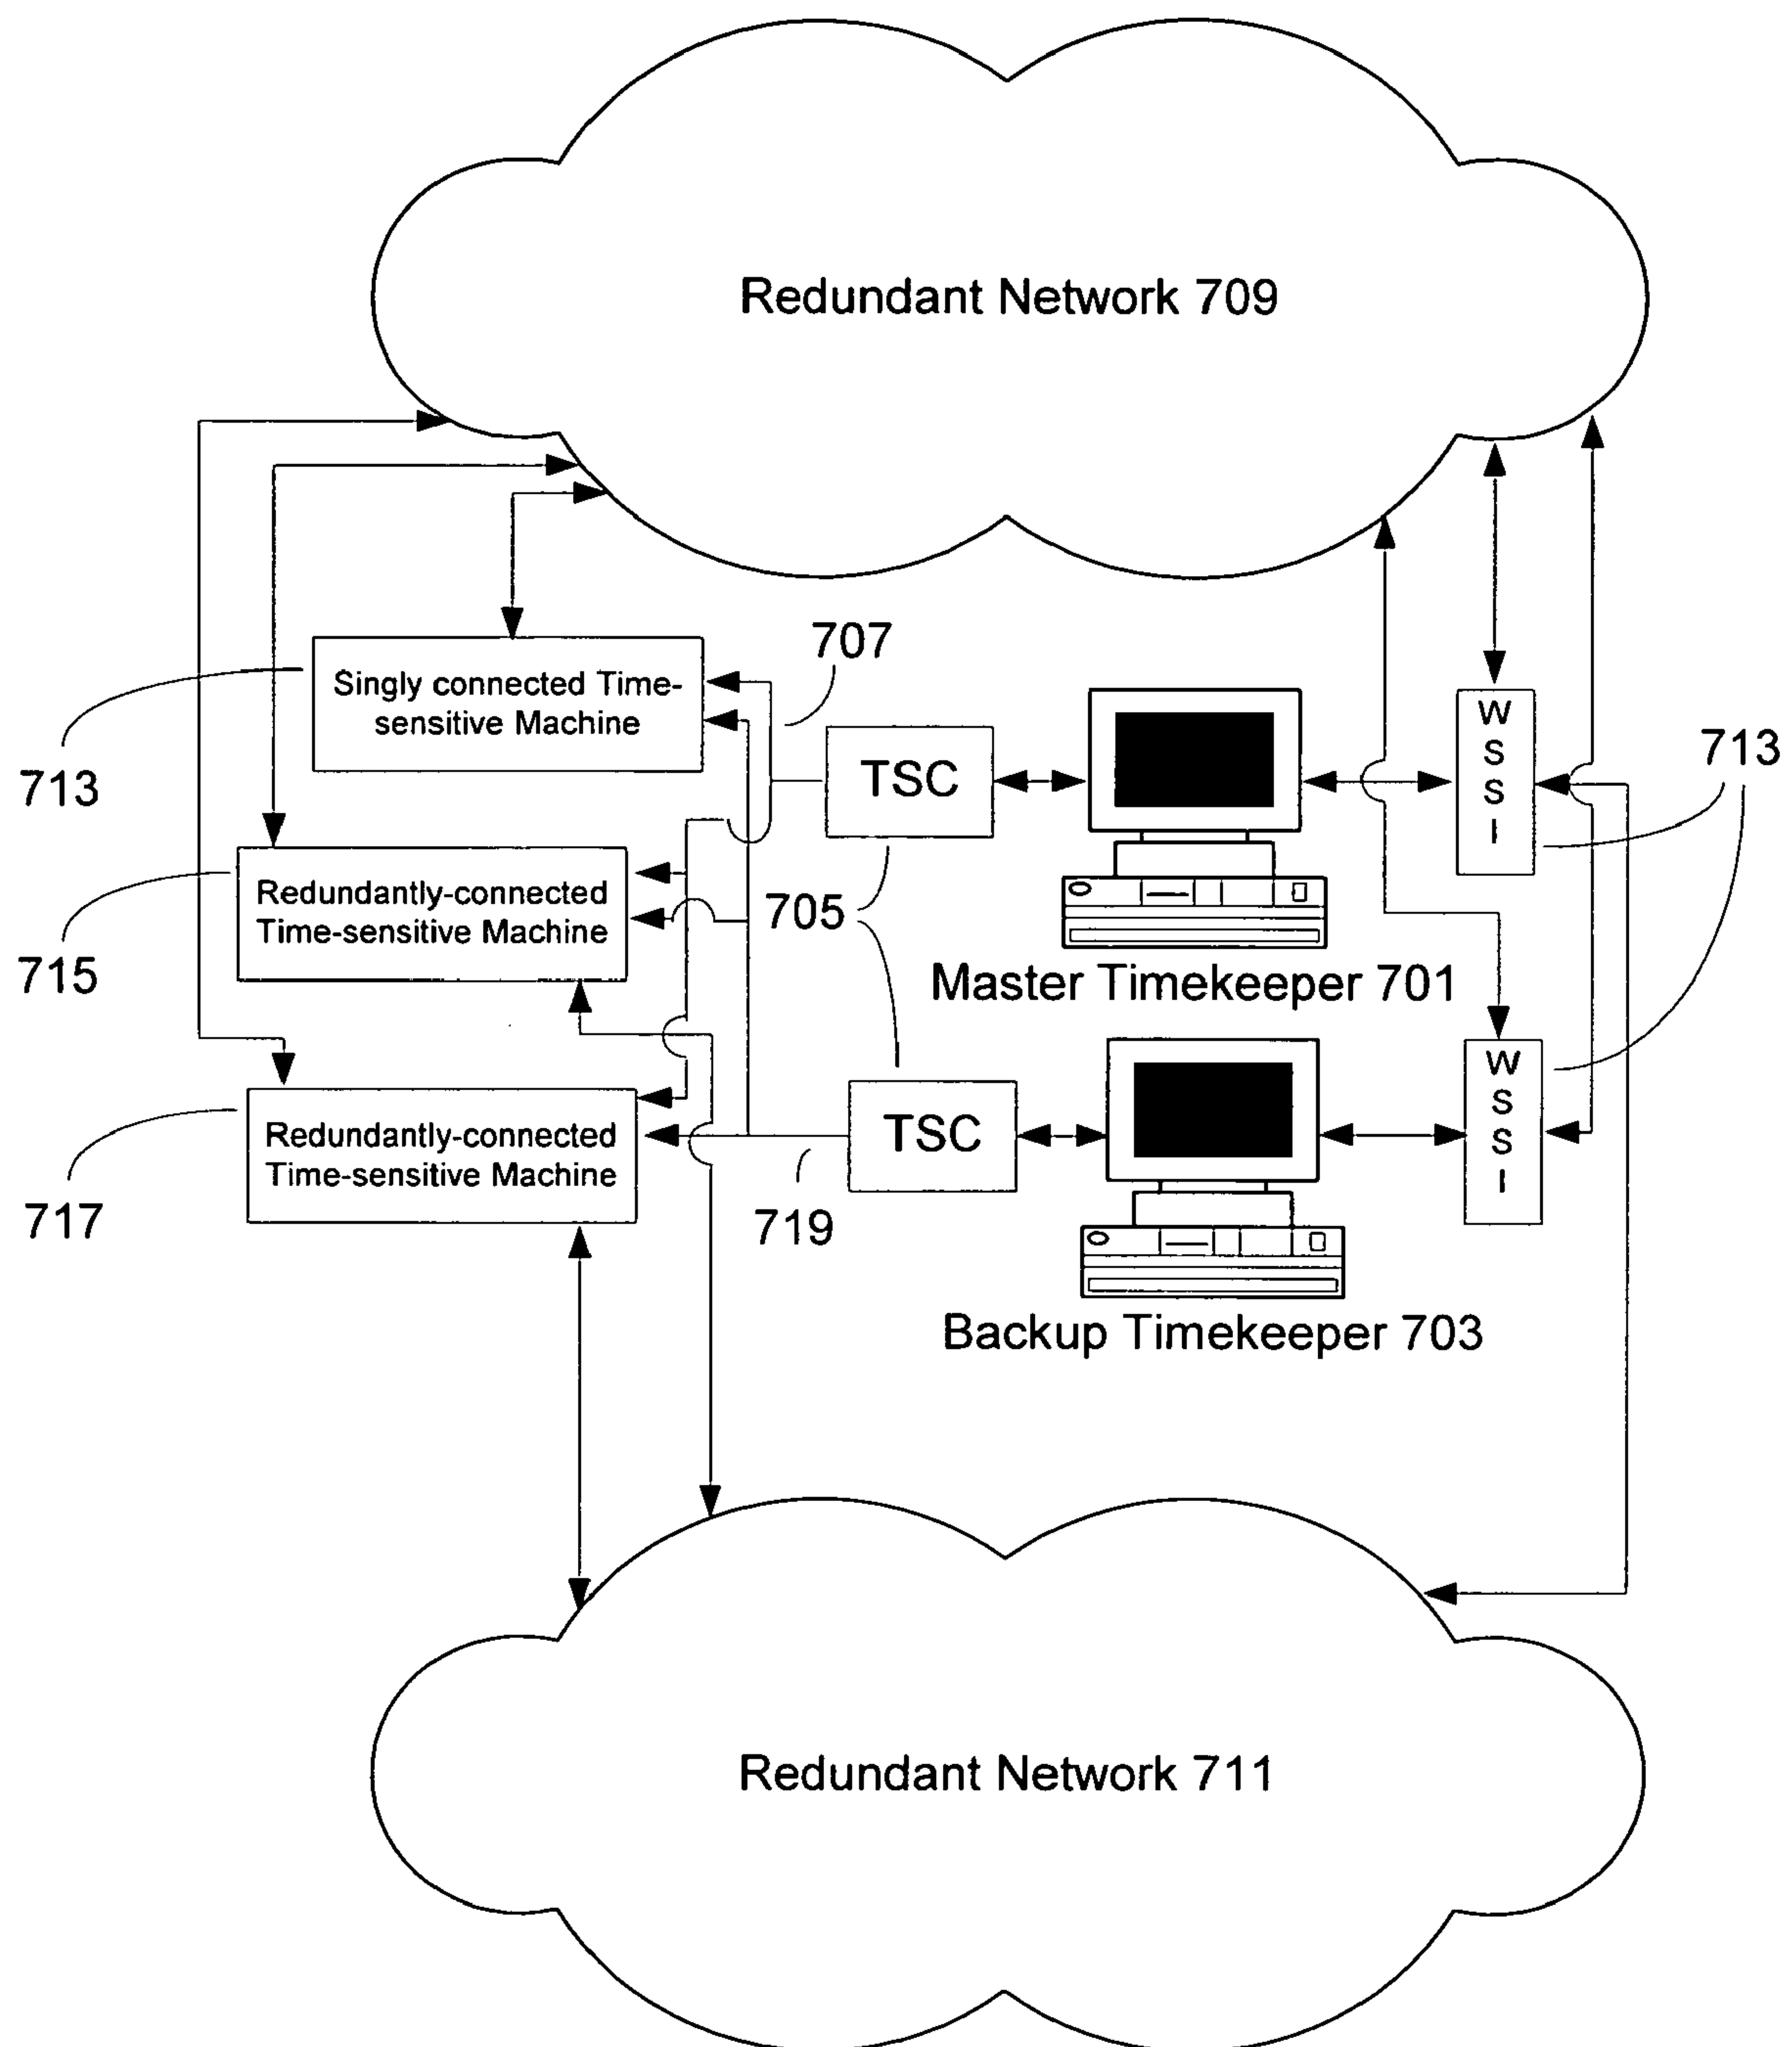 Redundant Network 709
707
Singly connected Time-
sensitive Machine
713
TSC
W
S
S
I
713
Redundantly-connected
Time-sensitive Machine
715
705
Master Timekeeper 701
Redundantly-connected
Time-sensitive Machine
717
TSC
719
W
S
S
I
Backup Timekeeper 703
Redundant Network 711